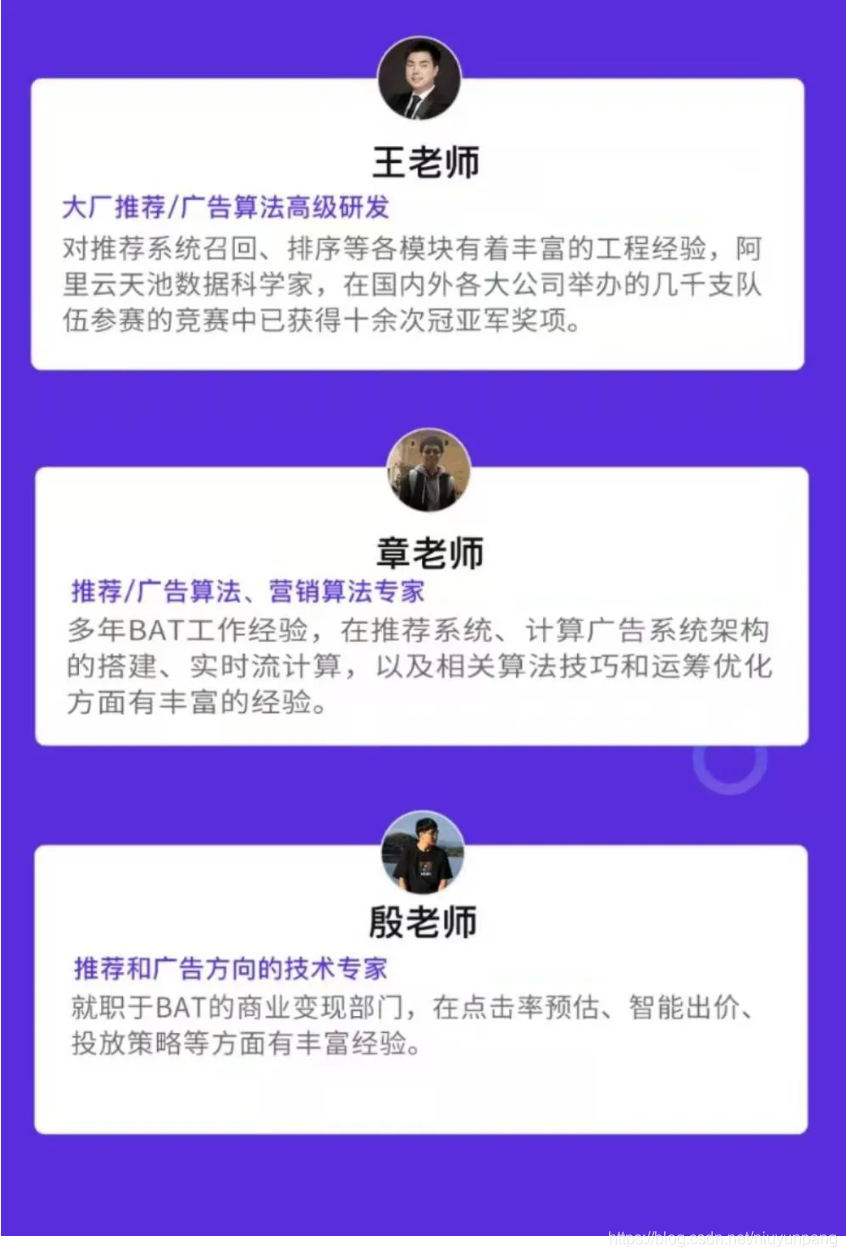 王老师
大厂推荐/广告算法高级研发
对推荐系统召回、排序等各模块有着丰富的工程经验，阿
里云天池数据科学家，在国内外各大公司举办的几千支队
伍参赛的竞赛中已获得十余次冠亚军奖项。
章老师
推荐/广告算法、营销算法专家
多年BAT工作经验，在推荐系统、计算广告系统架构
的搭建、实时流计算，以及相关算法技巧和运筹优化
方面有丰富的经验。
殷老师
推荐和广告方向的技术专家
就职于BAT的商业变现部门，在点击率预估、智能出价、
投放策略等方面有丰富经验。
https://blog.csdn.net/niuyunpang